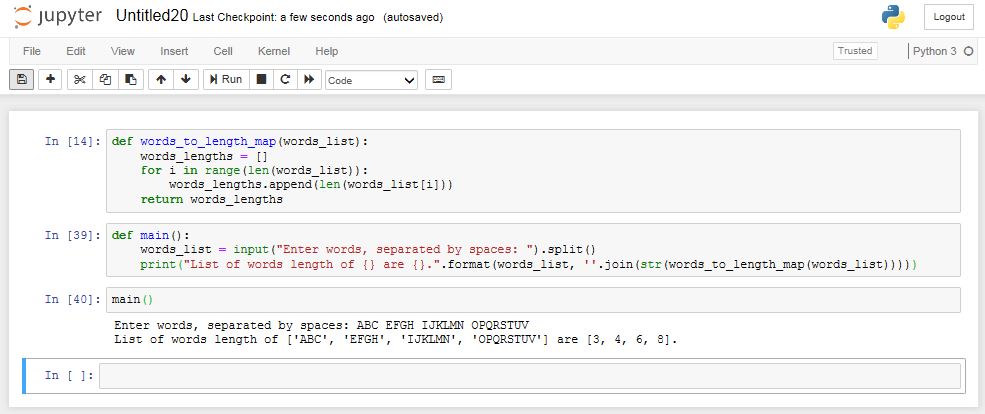 jupyter Untitled20 Last Checkpoint: a few seconds ago (autosaved) Logout
File Edit View Insert Cell Kernel Help Trusted Python 3
Run Code
In [14]: def words_to_length_map(words_list):
    words_lengths = []
    for i in range(len(words_list)):
        words_lengths.append(len(words_list[i]))
    return words_lengths
In [39]: def main():
    words_list = input("Enter words, separated by spaces: ").split()
    print("List of words length of {} are {}.".format(words_list, ''.join(str(words_to_length_map(words_list)))))
In [40]: main()
Enter words, separated by spaces: ABC EFGH IJKLMN OPQRSTUV
List of words length of ['ABC', 'EFGH', 'IJKLMN', 'OPQRSTUV'] are [3, 4, 6, 8].
In [ ]: